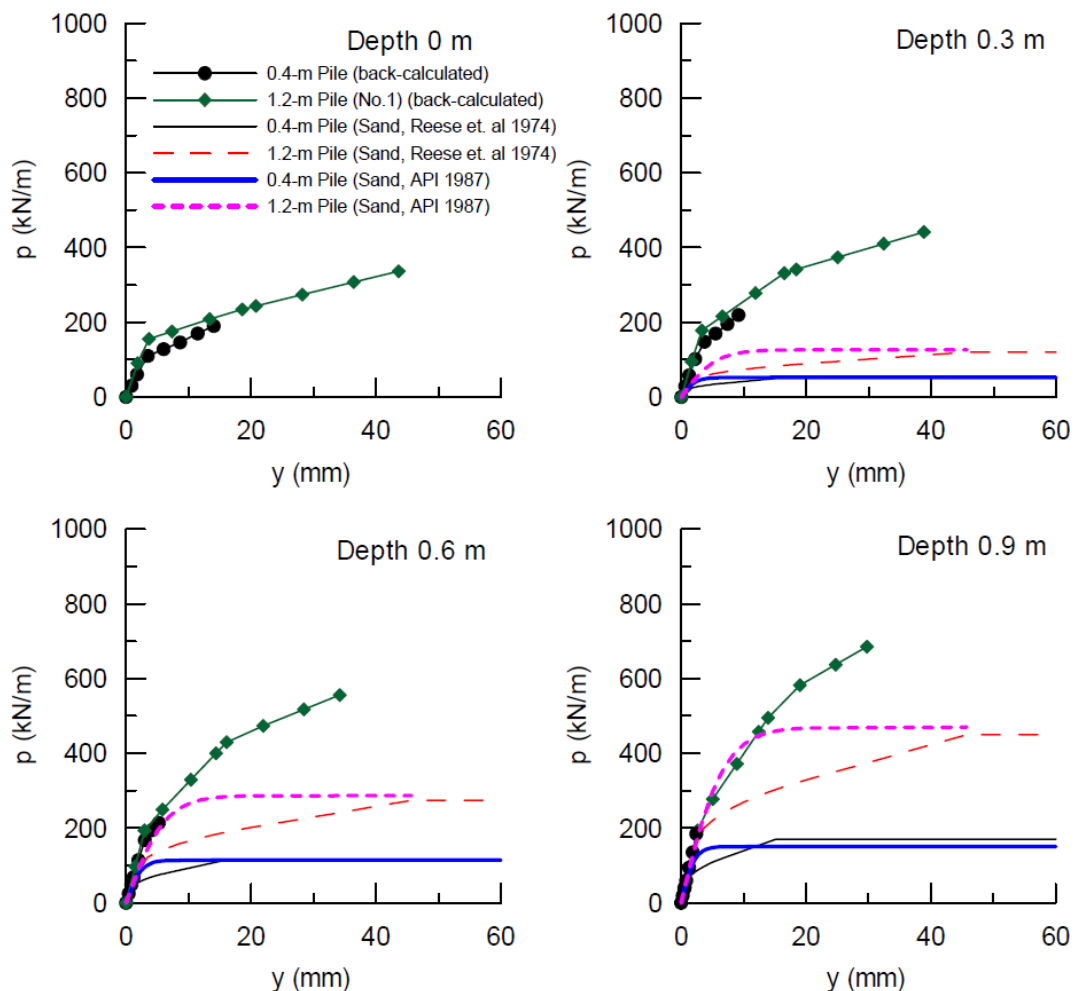 Depth 0 m
1000
800
600
400
200
0
p (kN/m)
0.4-m Pile (back-calculated)
1.2-m Pile (No.1) (back-calculated)
0.4-m Pile (Sand, Reese et. al 1974)
1.2-m Pile (Sand, Reese et. al 1974)
0.4-m Pile (Sand, API 1987)
1.2-m Pile (Sand, API 1987)
0 20 40 60
y (mm)
Depth 0.3 m
1000
800
600
400
200
0
p (kN/m)
0 20 40 60
y (mm)
Depth 0.6 m
1000
800
600
400
200
0
p (kN/m)
0 20 40 60
y (mm)
Depth 0.9 m
1000
800
600
400
200
0
p (kN/m)
0 20 40 60
y (mm)